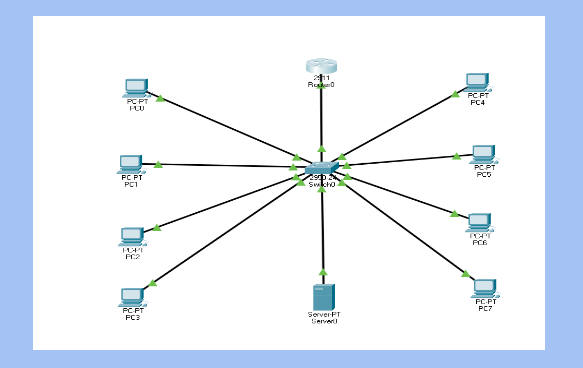 2911
Router0
PC-PT
PC0
PC-PT
PC4
PC-PT
PC1
2950-24
Switch0
PC-PT
PC5
PC-PT
PC2
PC-PT
PC6
PC-PT
PC3
Server-PT
Server0
PC-PT
PC7